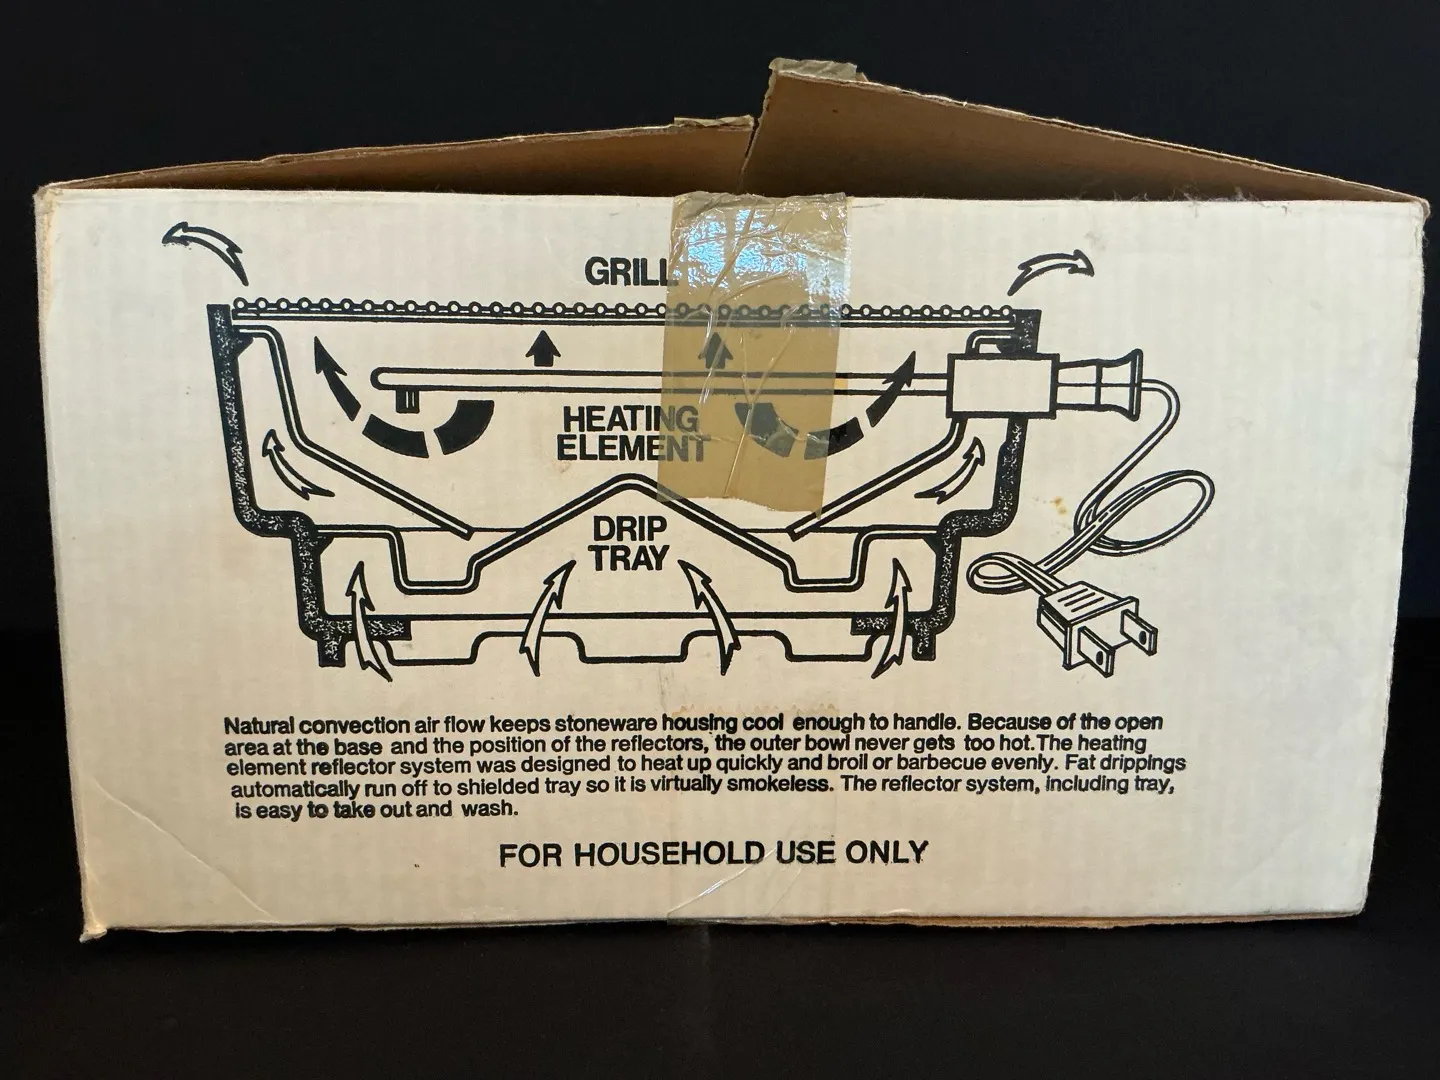 GRILL
HEATING
ELEMENT
DRIP
TRAY
Natural convection air flow keeps stoneware housing cool enough to handle. Because of the open
area at the base and the position of the reflectors, the outer bowl never gets too hot. The heating
element reflector system was designed to heat up quickly and broil or barbecue evenly. Fat drippings
automatically run off to shielded tray so it is virtually smokeless. The reflector system, including tray,
is easy to take out and wash.
FOR HOUSEHOLD USE ONLY